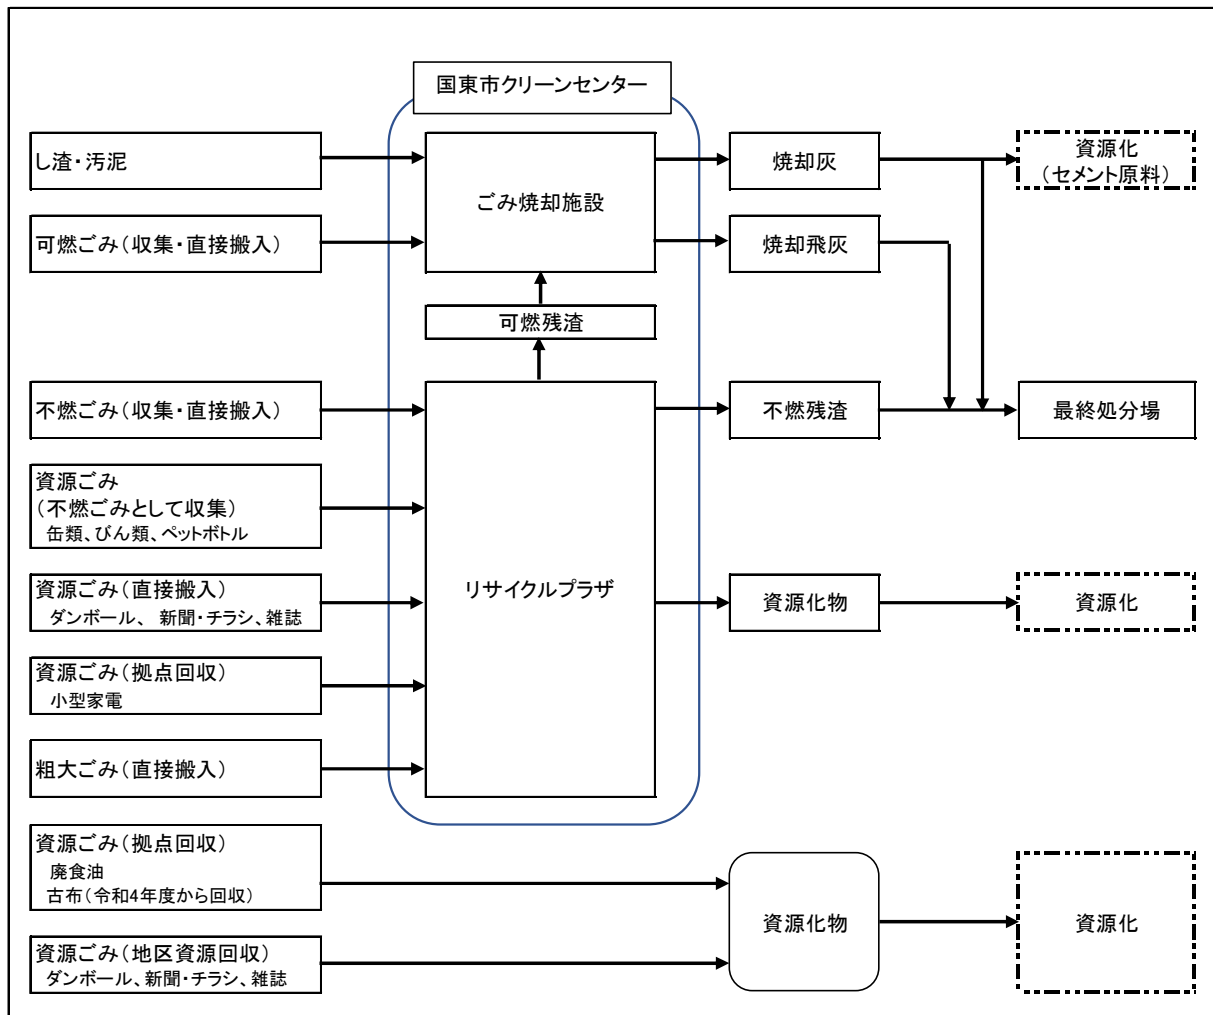 国東市クリーンセンター
し渣・汚泥
ごみ焼却施設
焼却灰
資源化
（セメント原料）
可燃ごみ（収集・直接搬入）
焼却飛灰
可燃残渣
不燃ごみ（収集・直接搬入）
不燃残渣
最終処分場
資源ごみ
（不燃ごみとして収集）
缶類、びん類、ペットボトル
リサイクルプラザ
資源ごみ（直接搬入）
ダンボール、 新聞・チラシ、雑誌
資源化物
資源化
資源ごみ（拠点回収）
小型家電
粗大ごみ（直接搬入）
資源ごみ（拠点回収）
廃食油
古布（令和4年度から回収）
資源化物
資源化
資源ごみ（地区資源回収）
ダンボール、新聞・チラシ、雑誌